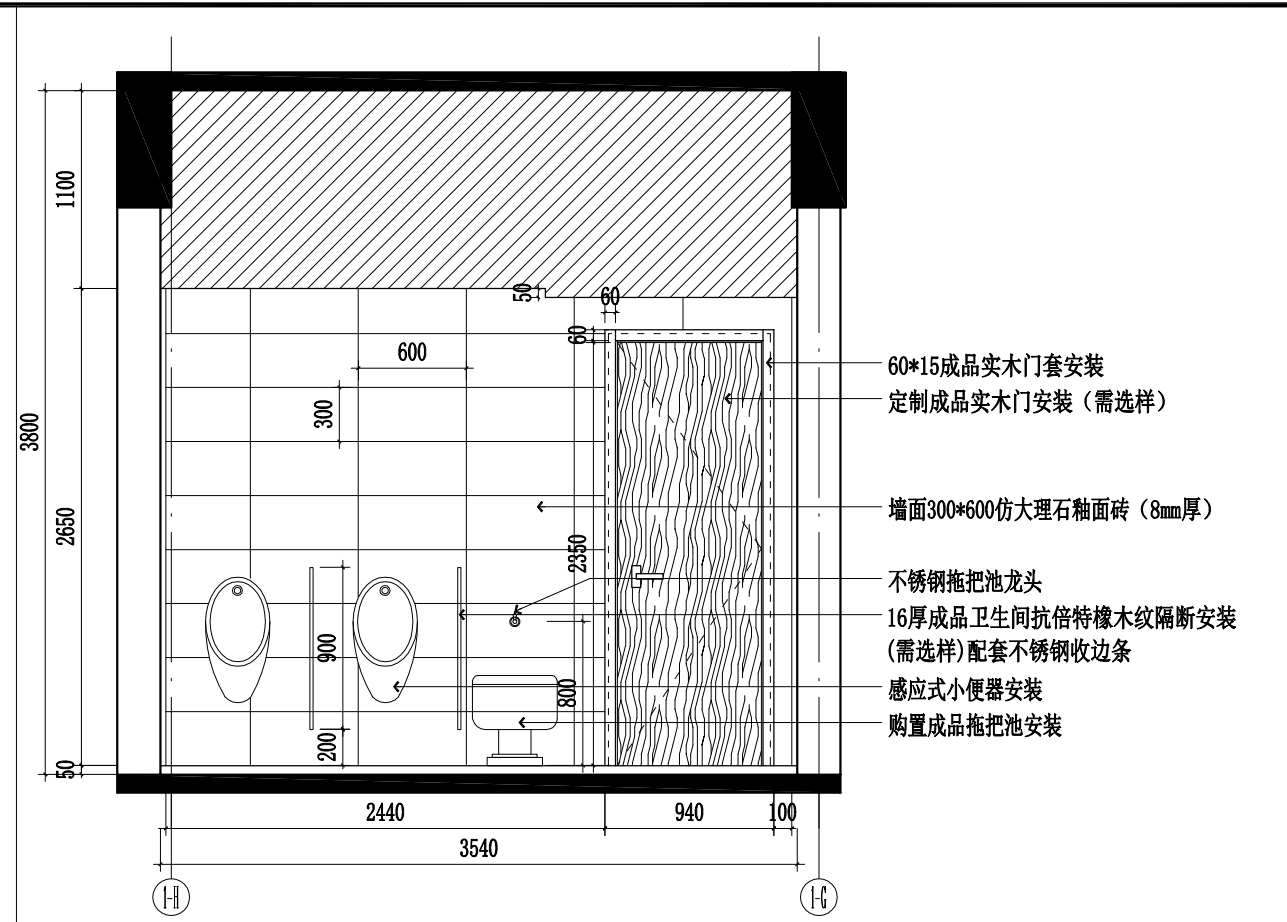 1100
3800
2650
50
50
60
60
600
300
2350
900
800
200
60*15成品实木门套安装
定制成品实木门安装（需选样）
墙面300*600仿大理石釉面砖（8mm厚）
不锈钢拖把池龙头
16厚成品卫生间抗倍特橡木纹隔断安装
(需选样)配套不锈钢收边条
感应式小便器安装
购置成品拖把池安装
2440
940
100
3540
1-H
1-G